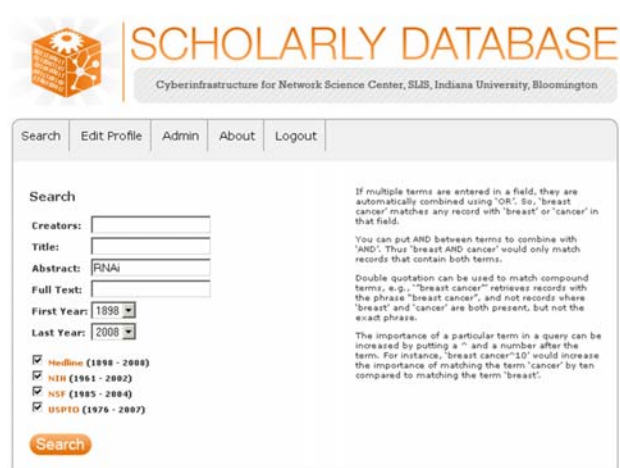 SCHOLARLY DATABASE
Cyberinfrastructure for Network Science Center, SLIS, Indiana University, Bloomington
Search Edit Profile Admin About Logout
Search
Creators:
Title:
Abstract: RNAi
Full Text:
First Year: 1898
Last Year: 2008
Medline (1898 - 2008)
NIH (1961 - 2002)
NSF (1985 - 2004)
USPTO (1976 - 2007)
Search
If multiple terms are entered in a field, they are
automatically combined using 'OR'. So, 'breast
cancer' matches any record with 'breast' or 'cancer' in
that field.
You can put AND between terms to combine with
'AND'. Thus 'breast AND cancer' would only match
records that contain both terms.
Double quotation can be used to match compound
terms, e.g., '"breast cancer"' retrieves records with
the phrase "breast cancer", and not records where
'breast' and 'cancer' are both present, but not the
exact phrase.
The importance of a particular term in a query can be
increased by putting a ^ and a number after the
term. For instance, 'breast cancer^10' would increase
the importance of matching the term 'cancer' by ten
compared to matching the term 'breast'.